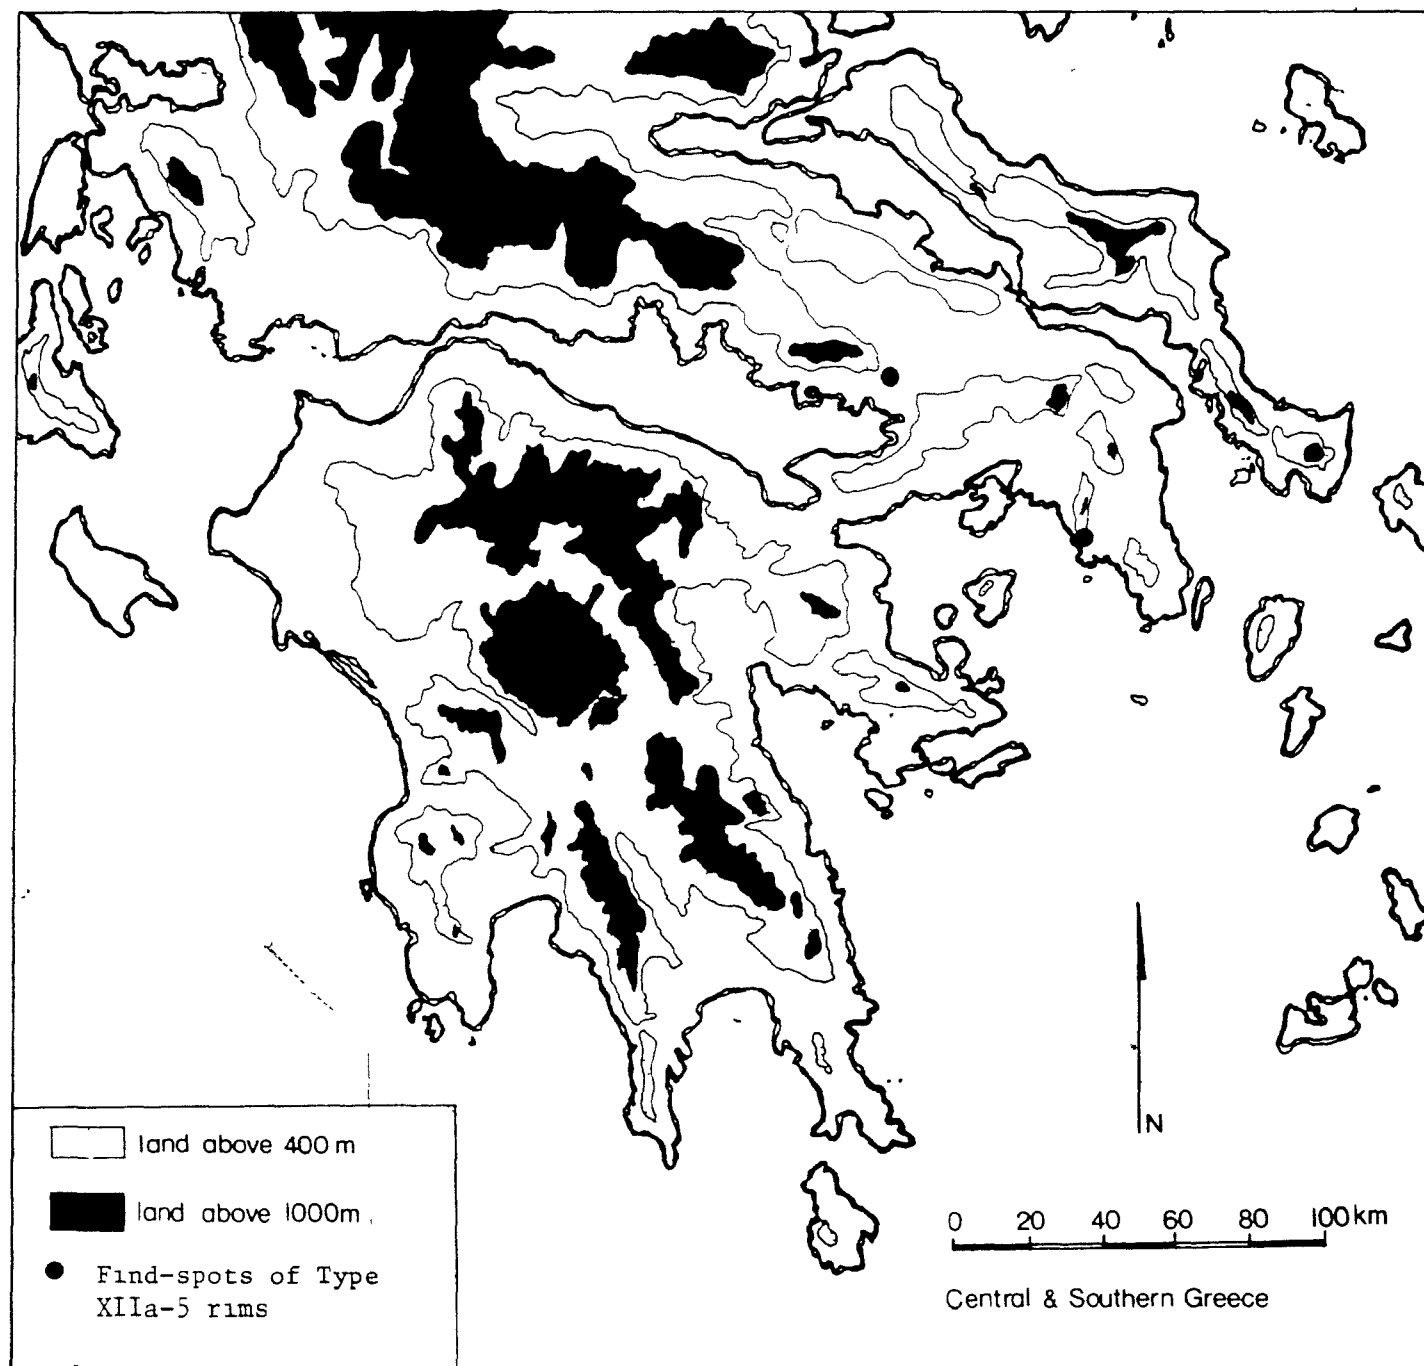 land above 400 m
land above 1000m
Find-spots of Type
XIIa-5 rims
N
0 20 40 60 80 100km
Central & Southern Greece